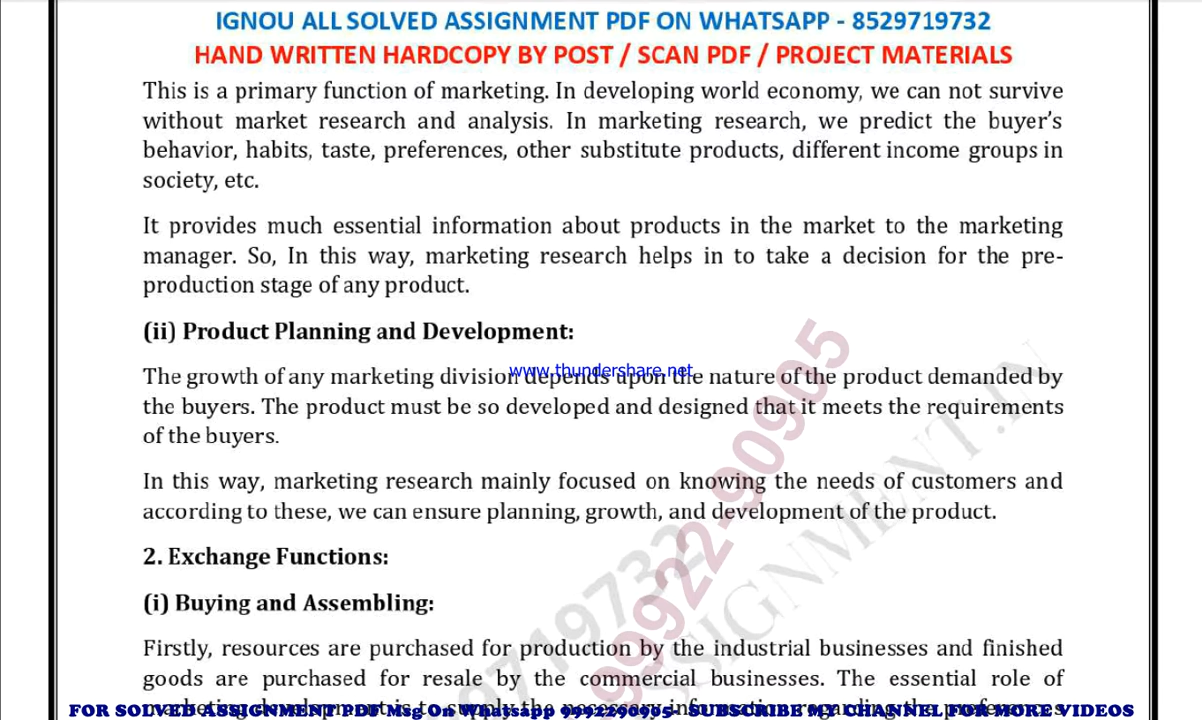 IGNOU ALL SOLVED ASSIGNMENT PDF ON WHATSAPP - 8529719732
HAND WRITTEN HARDCOPY BY POST / SCAN PDF / PROJECT MATERIALS
This is a primary function of marketing. In developing world economy, we can not survive
without market research and analysis. In marketing research, we predict the buyer’s
behavior, habits, taste, preferences, other substitute products, different income groups in
society, etc.
It provides much essential information about products in the market to the marketing
manager. So, In this way, marketing research helps in to take a decision for the pre-
production stage of any product.
(ii) Product Planning and Development:
www.thundershare.net
The growth of any marketing division depends upon the nature of the product demanded by
the buyers. The product must be so developed and designed that it meets the requirements
of the buyers.
In this way, marketing research mainly focused on knowing the needs of customers and
according to these, we can ensure planning, growth, and development of the product.
2. Exchange Functions:
(i) Buying and Assembling:
Firstly, resources are purchased for production by the industrial businesses and finished
goods are purchased for resale by the commercial businesses. The essential role of
FOR SOLVED ASSIGNMENT PDF Msg On Whatsapp 9992290905- SUBSCRIBE MY CHANNEL FOR MORE VIDEOS
99922-90905
9719732
SSIGNMENT.IN